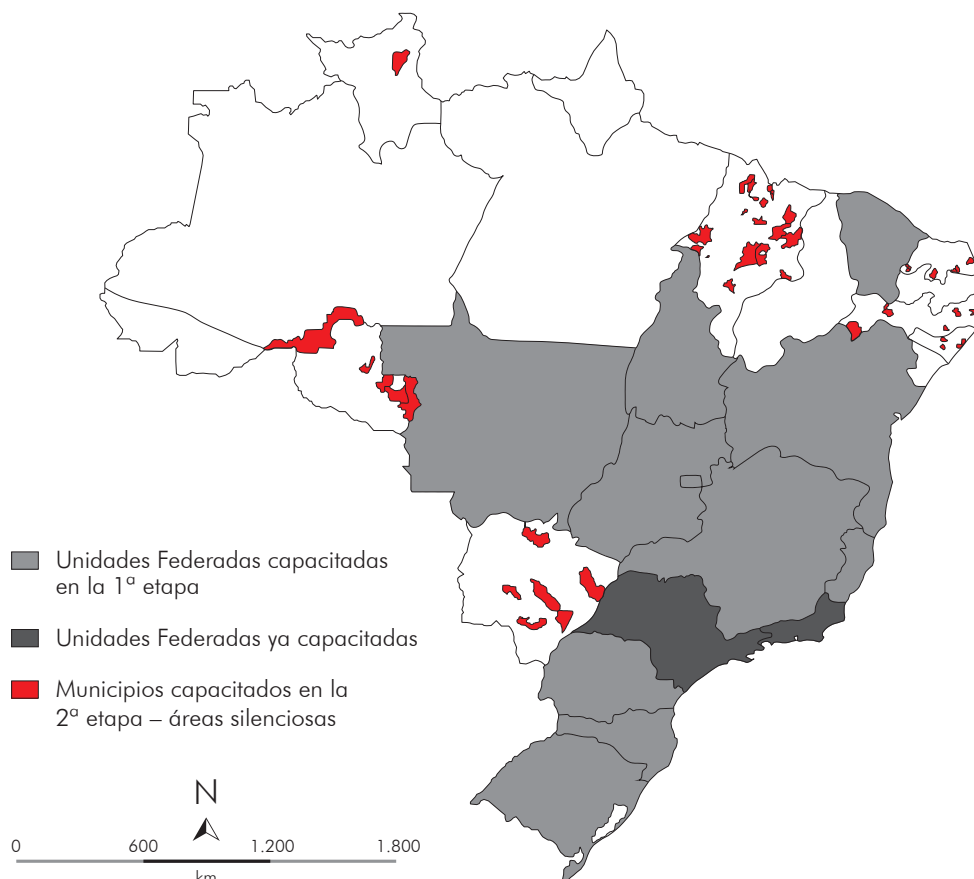 Unidades Federadas capacitadas
en la 1ª etapa
Unidades Federadas ya capacitadas
Municipios capacitados en la
2ª etapa – áreas silenciosas
N
0 600 1.200 1.800
km